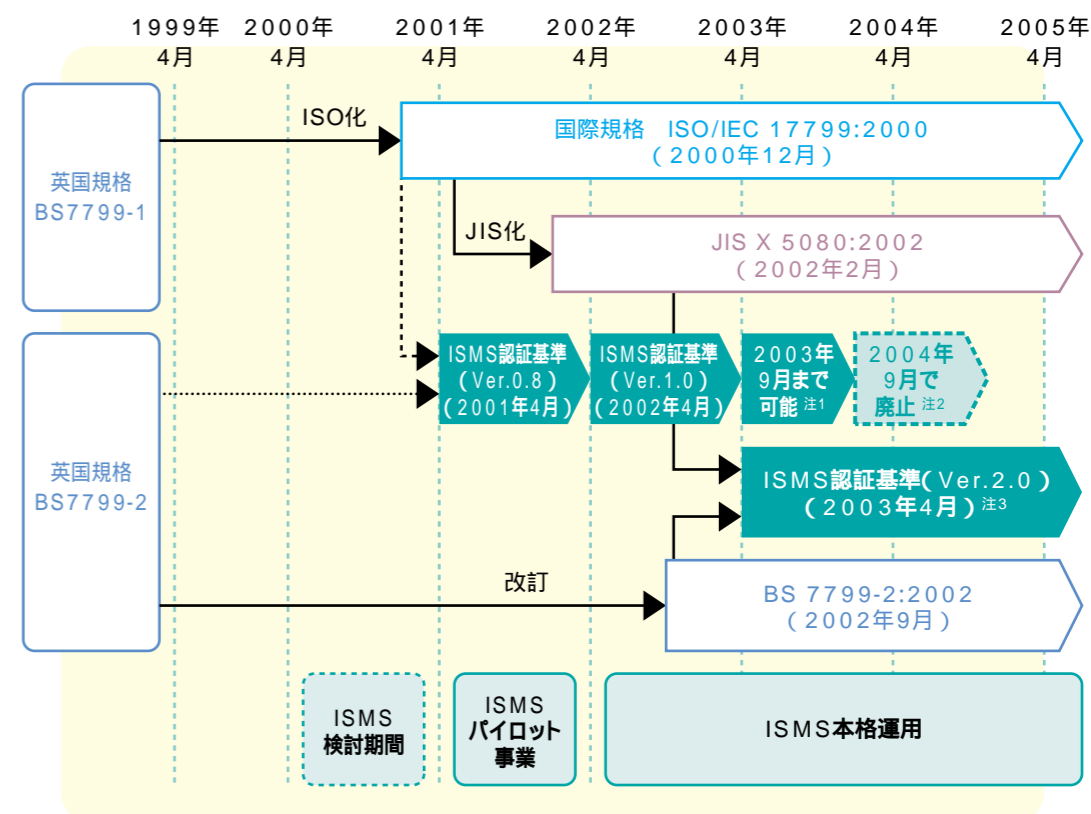 1999年
4月
2000年
4月
2001年
4月
2002年
4月
2003年
4月
2004年
4月
2005年
4月
英国規格
BS7799-1
ISO化
国際規格　ISO/IEC 17799:2000
(2000年12月)
JIS化
JIS X 5080:2002
(2002年2月)
ISMS認証基準
(Ver.0.8)
(2001年4月)
ISMS認証基準
(Ver.1.0)
(2002年4月)
2003年
9月まで
可能 注1
2004年
9月で
廃止 注2
英国規格
BS7799-2
ISMS認証基準(Ver.2.0)
(2003年4月)注3
改訂
BS 7799-2:2002
(2002年9月)
ISMS
検討期間
ISMS
パイロット
事業
ISMS本格運用